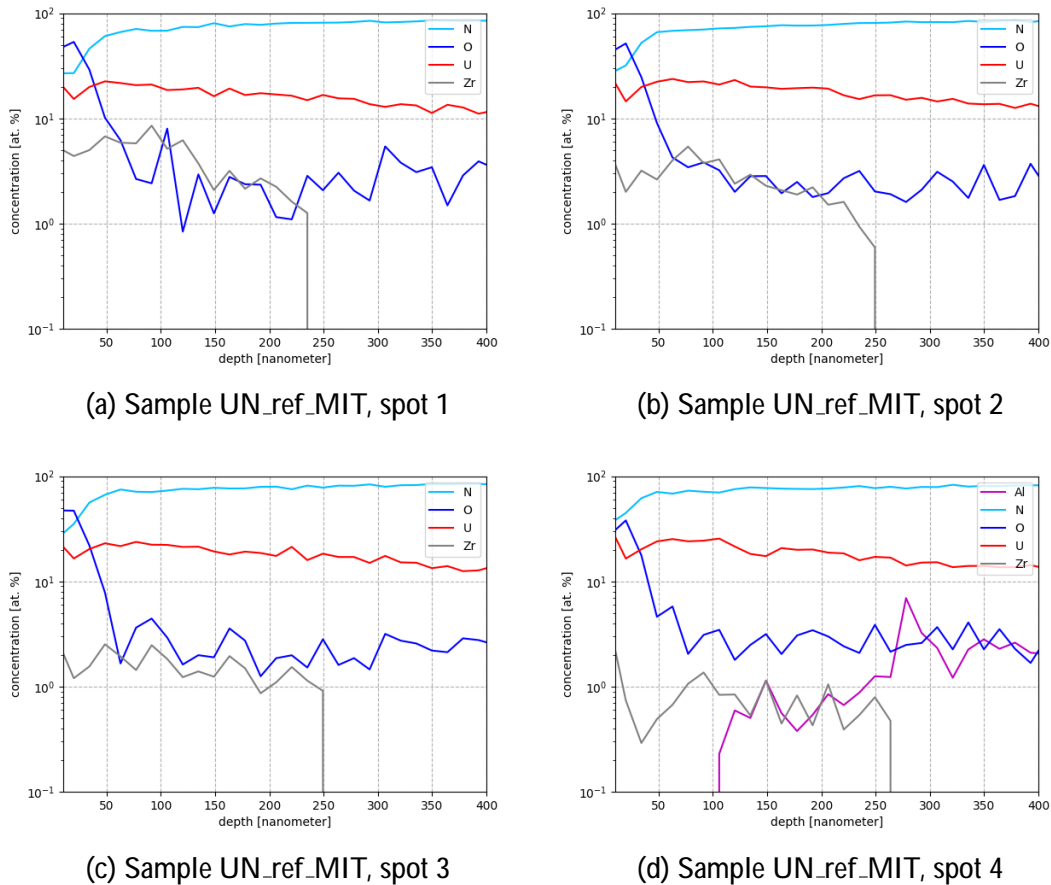 10²
10¹
10⁰
10⁻¹
concentration [at. %]
50 100 150 200 250 300 350 400
depth [nanometer]
N
O
U
Zr
(a) Sample UN_ref_MIT, spot 1
10²
10¹
10⁰
10⁻¹
concentration [at. %]
50 100 150 200 250 300 350 400
depth [nanometer]
N
O
U
Zr
(b) Sample UN_ref_MIT, spot 2
10²
10¹
10⁰
10⁻¹
concentration [at. %]
50 100 150 200 250 300 350 400
depth [nanometer]
N
O
U
Zr
(c) Sample UN_ref_MIT, spot 3
10²
10¹
10⁰
10⁻¹
concentration [at. %]
50 100 150 200 250 300 350 400
depth [nanometer]
Al
N
O
U
Zr
(d) Sample UN_ref_MIT, spot 4